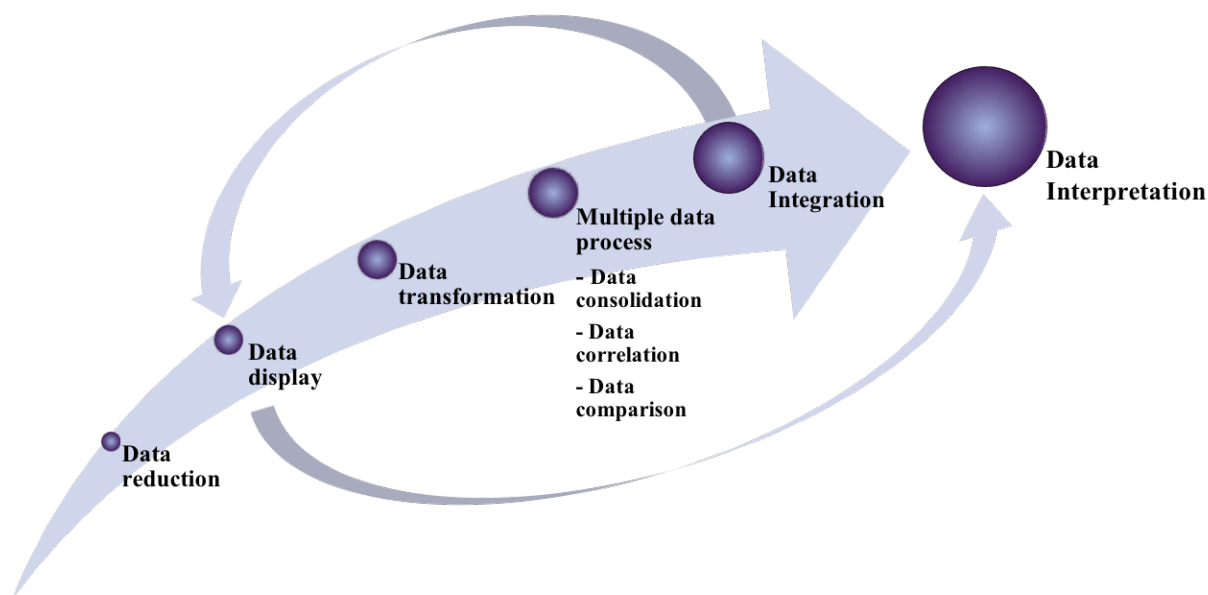 Data
reduction
Data
display
Data
transformation
Multiple data
process
- Data
consolidation
- Data
correlation
- Data
comparison
Data
Integration
Data
Interpretation